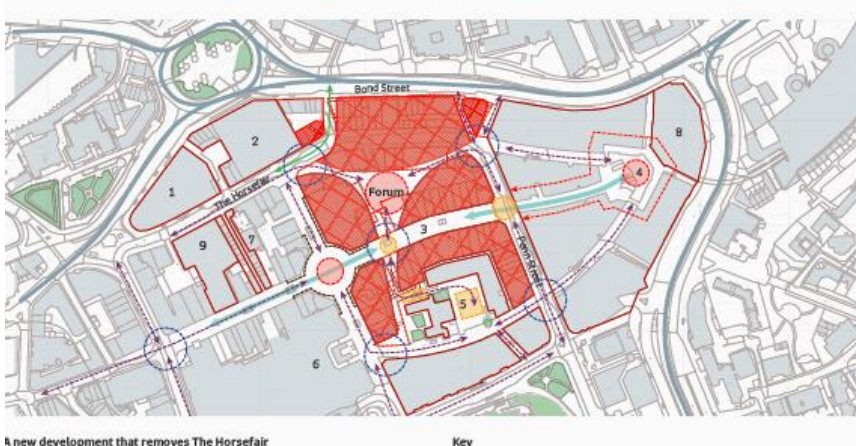 Bond Street
2
8
1
The Horsefair
Forum
4
3
9
7
Penn Street
5
6
A new development that removes The Horsefair
Key